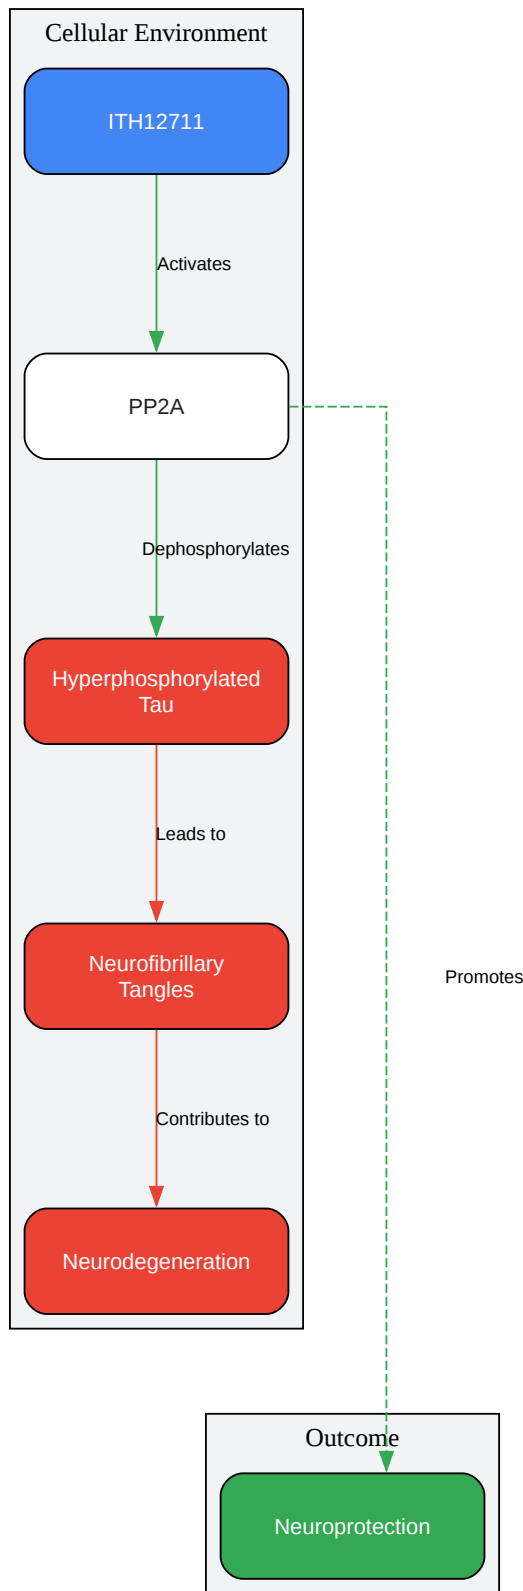 Cellular Environment
ITH12711
Activates
PP2A
Dephosphorylates
Hyperphosphorylated
Tau
Leads to
Neurofibrillary
Tangles
Promotes
Contributes to
Neurodegeneration
Outcome
Neuroprotection